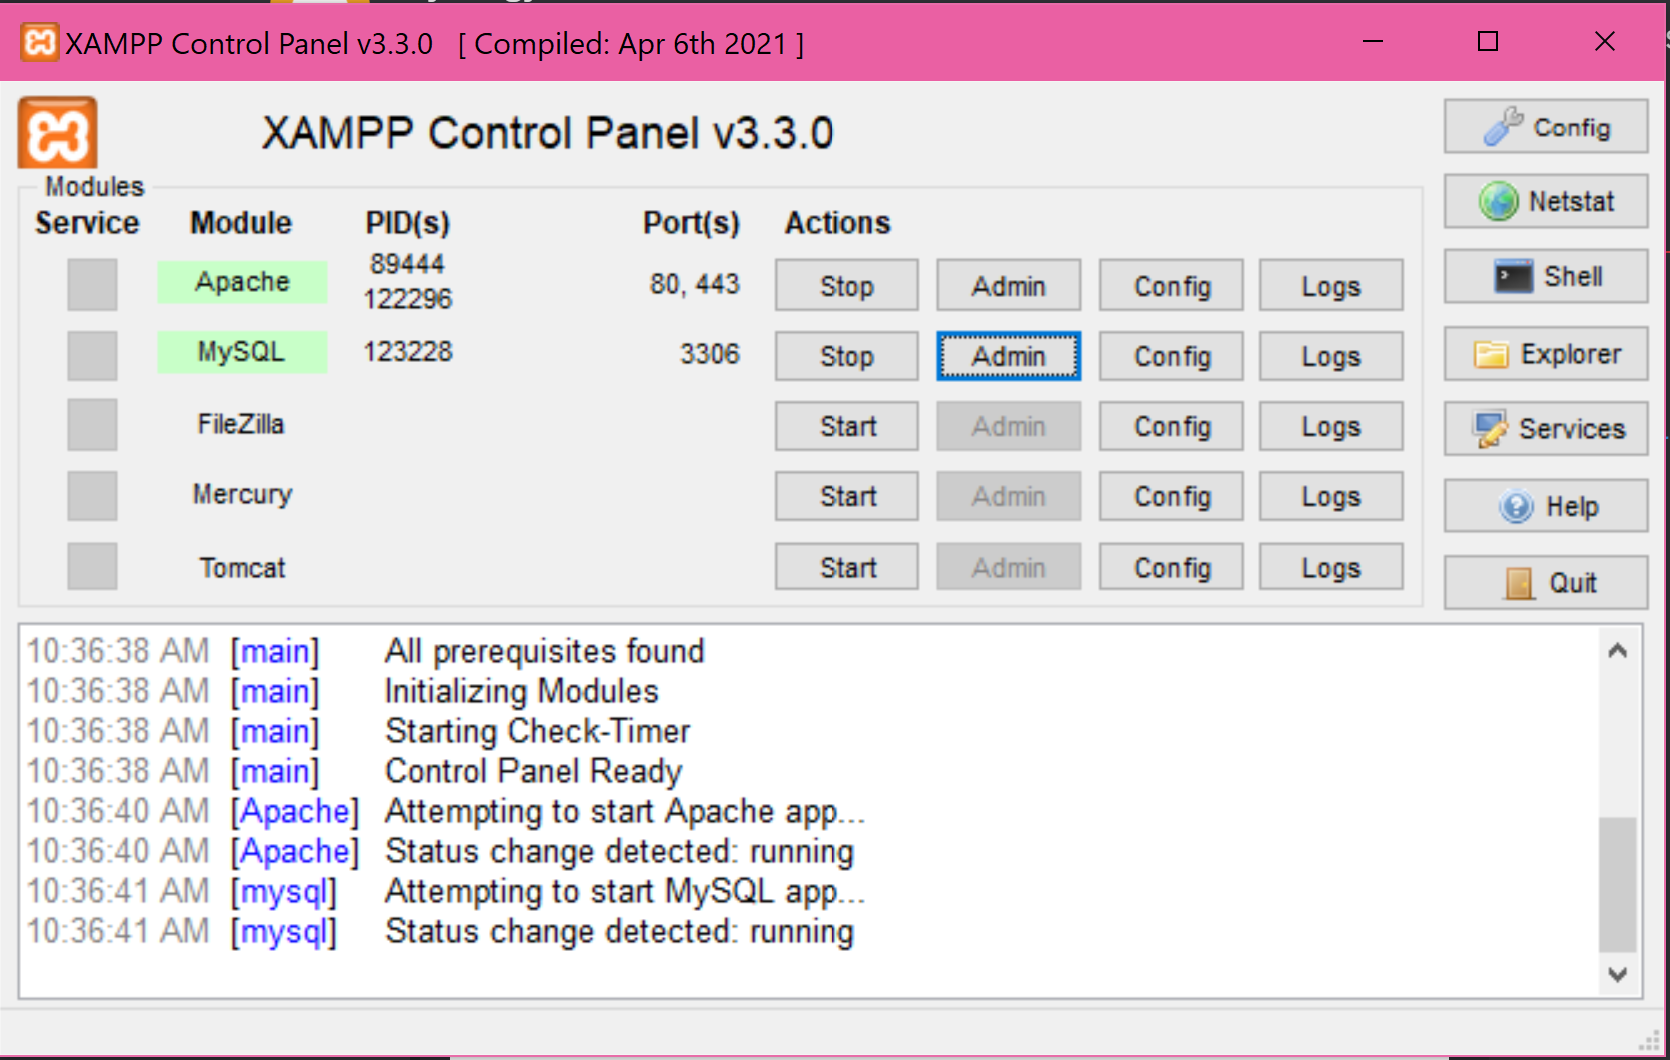 XAMPP Control Panel v3.3.0 [ Compiled: Apr 6th 2021 ]
XAMPP Control Panel v3.3.0
Config
Netstat
Shell
Explorer
Services
Help
Quit
Modules
Service Module PID(s) Port(s) Actions
Apache 89444 122296 80, 443 Stop Admin Config Logs
MySQL 123228 3306 Stop Admin Config Logs
FileZilla Start Admin Config Logs
Mercury Start Admin Config Logs
Tomcat Start Admin Config Logs
10:36:38 AM [main] All prerequisites found
10:36:38 AM [main] Initializing Modules
10:36:38 AM [main] Starting Check-Timer
10:36:38 AM [main] Control Panel Ready
10:36:40 AM [Apache] Attempting to start Apache app...
10:36:40 AM [Apache] Status change detected: running
10:36:41 AM [mysql] Attempting to start MySQL app...
10:36:41 AM [mysql] Status change detected: running